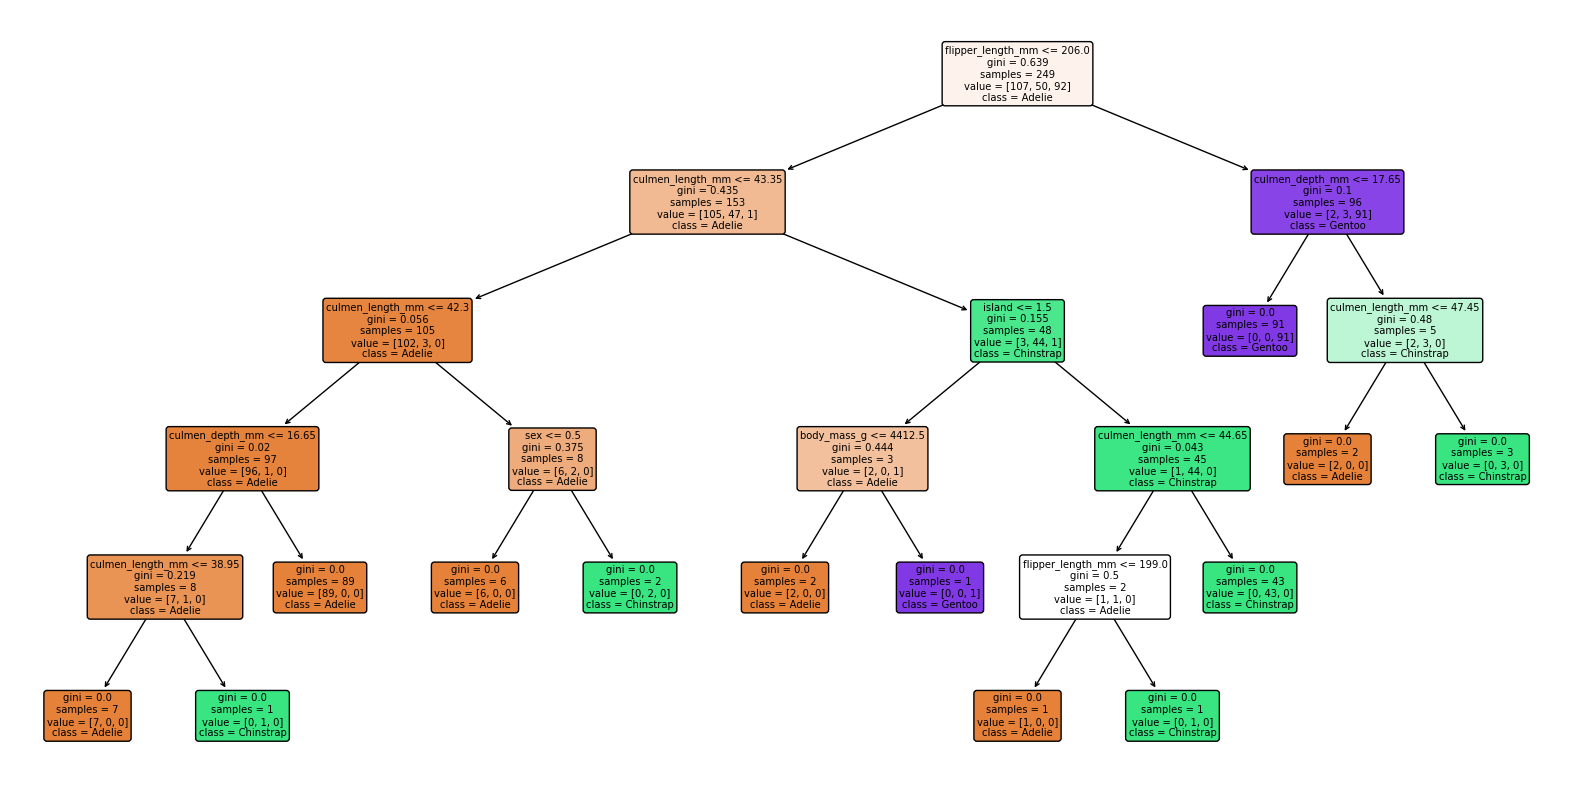 flipper_length_mm <= 206.0
gini = 0.639
samples = 249
value = [107, 50, 92]
class = Adelie
culmen_length_mm <= 43.35
gini = 0.435
samples = 153
value = [105, 47, 1]
class = Adelie
culmen_depth_mm <= 17.65
gini = 0.1
samples = 96
value = [2, 3, 91]
class = Gentoo
culmen_length_mm <= 42.3
gini = 0.056
samples = 105
value = [102, 3, 0]
class = Adelie
island <= 1.5
gini = 0.155
samples = 48
value = [3, 44, 1]
class = Chinstrap
gini = 0.0
samples = 91
value = [0, 0, 91]
class = Gentoo
culmen_length_mm <= 47.45
gini = 0.48
samples = 5
value = [2, 3, 0]
class = Chinstrap
culmen_depth_mm <= 16.65
gini = 0.02
samples = 97
value = [96, 1, 0]
class = Adelie
sex <= 0.5
gini = 0.375
samples = 8
value = [6, 2, 0]
class = Adelie
body_mass_g <= 4412.5
gini = 0.444
samples = 3
value = [2, 0, 1]
class = Adelie
culmen_length_mm <= 44.65
gini = 0.043
samples = 45
value = [1, 44, 0]
class = Chinstrap
gini = 0.0
samples = 2
value = [2, 0, 0]
class = Adelie
gini = 0.0
samples = 3
value = [0, 3, 0]
class = Chinstrap
culmen_length_mm <= 38.95
gini = 0.219
samples = 8
value = [7, 1, 0]
class = Adelie
gini = 0.0
samples = 89
value = [89, 0, 0]
class = Adelie
gini = 0.0
samples = 6
value = [6, 0, 0]
class = Adelie
gini = 0.0
samples = 2
value = [0, 2, 0]
class = Chinstrap
gini = 0.0
samples = 2
value = [2, 0, 0]
class = Adelie
gini = 0.0
samples = 1
value = [0, 0, 1]
class = Gentoo
flipper_length_mm <= 199.0
gini = 0.5
samples = 2
value = [1, 1, 0]
class = Adelie
gini = 0.0
samples = 43
value = [0, 43, 0]
class = Chinstrap
gini = 0.0
samples = 7
value = [7, 0, 0]
class = Adelie
gini = 0.0
samples = 1
value = [0, 1, 0]
class = Chinstrap
gini = 0.0
samples = 1
value = [1, 0, 0]
class = Adelie
gini = 0.0
samples = 1
value = [0, 1, 0]
class = Chinstrap